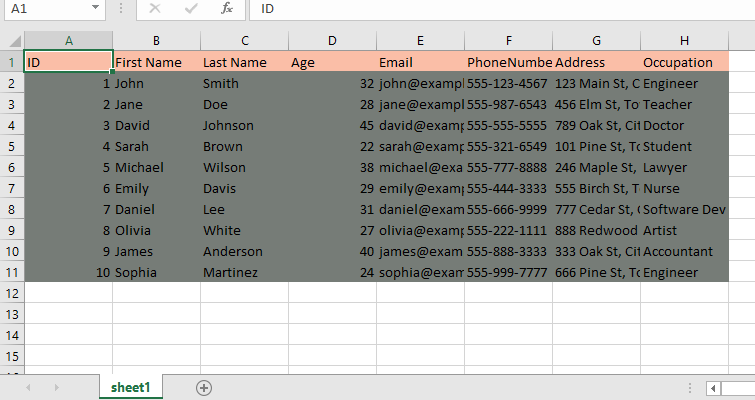 A1 fx ID
A B C D E F G H
1 ID First Name Last Name Age Email PhoneNumbe Address Occupation
2 1 John Smith 32 john@exampl 555-123-4567 123 Main St, C Engineer
3 2 Jane Doe 28 jane@examp 555-987-6543 456 Elm St, To Teacher
4 3 David Johnson 45 david@examp 555-555-5555 789 Oak St, Cit Doctor
5 4 Sarah Brown 22 sarah@examp 555-321-6549 101 Pine St, To Student
6 5 Michael Wilson 38 michael@exa 555-777-8888 246 Maple St, Lawyer
7 6 Emily Davis 29 emily@examp 555-444-3333 555 Birch St, T Nurse
8 7 Daniel Lee 31 daniel@exam 555-666-9999 777 Cedar St, Software Dev
9 8 Olivia White 27 olivia@examp 555-222-1111 888 Redwood Artist
10 9 James Anderson 40 james@exam 555-888-3333 333 Oak St, Cit Accountant
11 10 Sophia Martinez 24 sophia@exam 555-999-7777 666 Pine St, To Engineer
12
13
14
15
sheet1